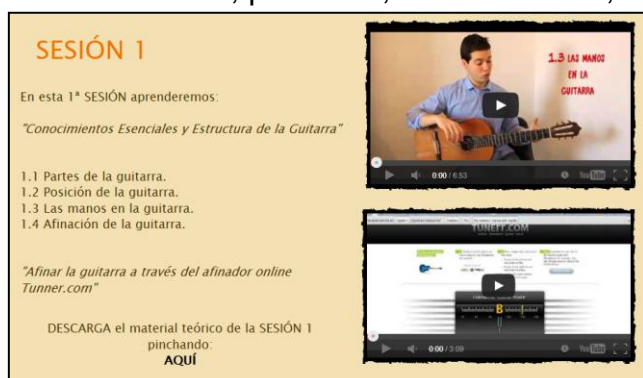 SESIÓN 1
En esta 1ª SESIÓN aprenderemos:
"Conocimientos Esenciales y Estructura de la Guitarra"
1.1 Partes de la guitarra.
1.2 Posición de la guitarra.
1.3 Las manos en la guitarra.
1.4 Afinación de la guitarra.
"Afinar la guitarra a través del afinador online
Tunner.com"
DESCARGA el material teórico de la SESIÓN 1
pinchando:
AQUÍ
1.3 LAS MANOS
EN LA
GUITARRA
0:00 / 6:53
YouTube
B
0:00 / 3:09
YouTube